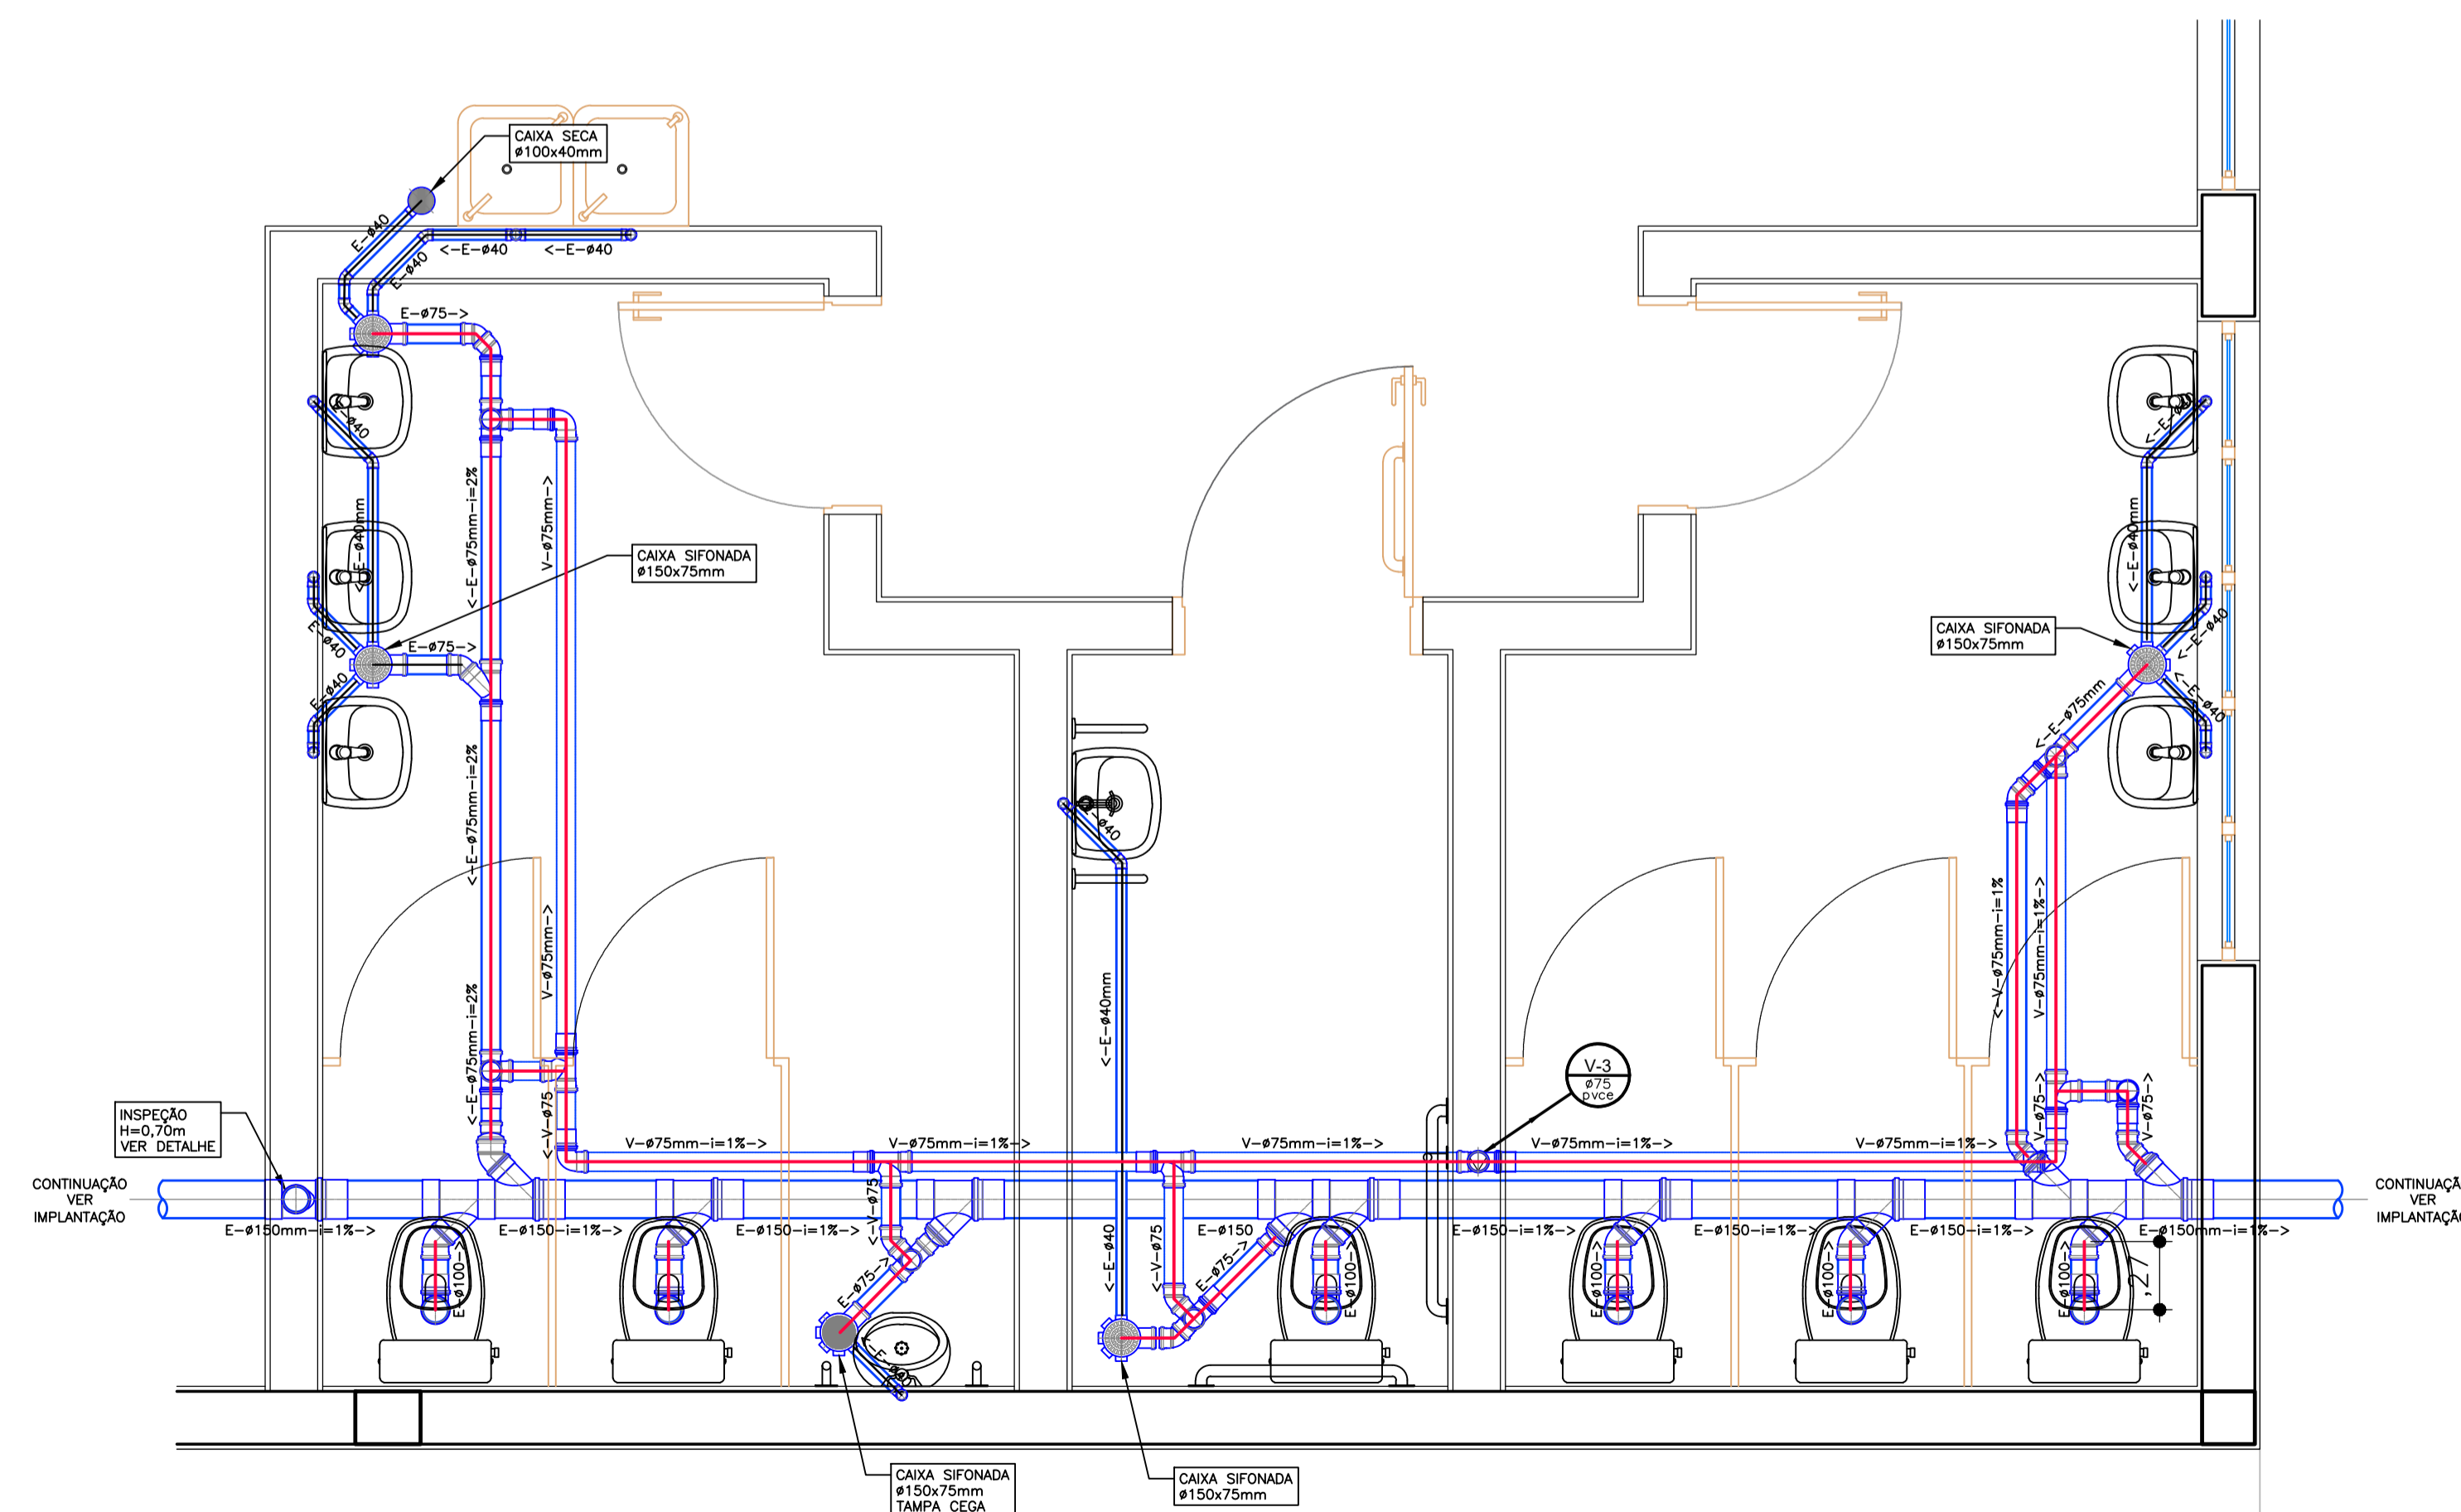 CAIXA SECA
ø100x40mm
E-ø40
<-E-ø40
<-E-ø40
E-ø40
E-ø75->
E-ø40
<-E-ø40mm
<-E-ø75mm-i=2%
V-ø75mm->
CAIXA SIFONADA
ø150x75mm
E-ø40
E-ø75->
E-ø40
<-E-ø75mm-i=2%
V-ø75mm->
<-E-ø75mm-i=2%
<-V-ø75
<-E-ø40mm
<-E-ø40
CAIXA SIFONADA
ø150x75mm
<-E-ø40
<-E-ø40
<-E-ø75mm
<-V-ø75mm-i=1%
V-ø75mm-i=1%->
V-ø75->
V-ø75->
V-3
ø75
pvce
INSPEÇÃO
H=0,70m
VER DETALHE
V-ø75mm-i=1%->
V-ø75mm-i=1%->
V-ø75mm-i=1%->
V-ø75mm-i=1%->
V-ø75mm-i=1%->
CONTINUAÇÃO
VER
IMPLANTAÇÃO
CONTINUAÇÃ
VER
IMPLANTAÇÃ
E-ø150mm-i=1%->
E-ø150-i=1%->
E-ø150-i=1%->
E-ø150
E-ø150-i=1%->
E-ø150-i=1%->
E-ø150-i=1%->
E-ø150mm-i=1%->
<-V-ø75
<-E-ø40
<-V-ø75
E-ø75->
E-ø75->
E-ø100->
E-ø100->
E-ø100->
E-ø100->
E-ø100->
E-ø100->
,27
<-E-ø40
CAIXA SIFONADA
ø150x75mm
TAMPA CEGA
CAIXA SIFONADA
ø150x75mm